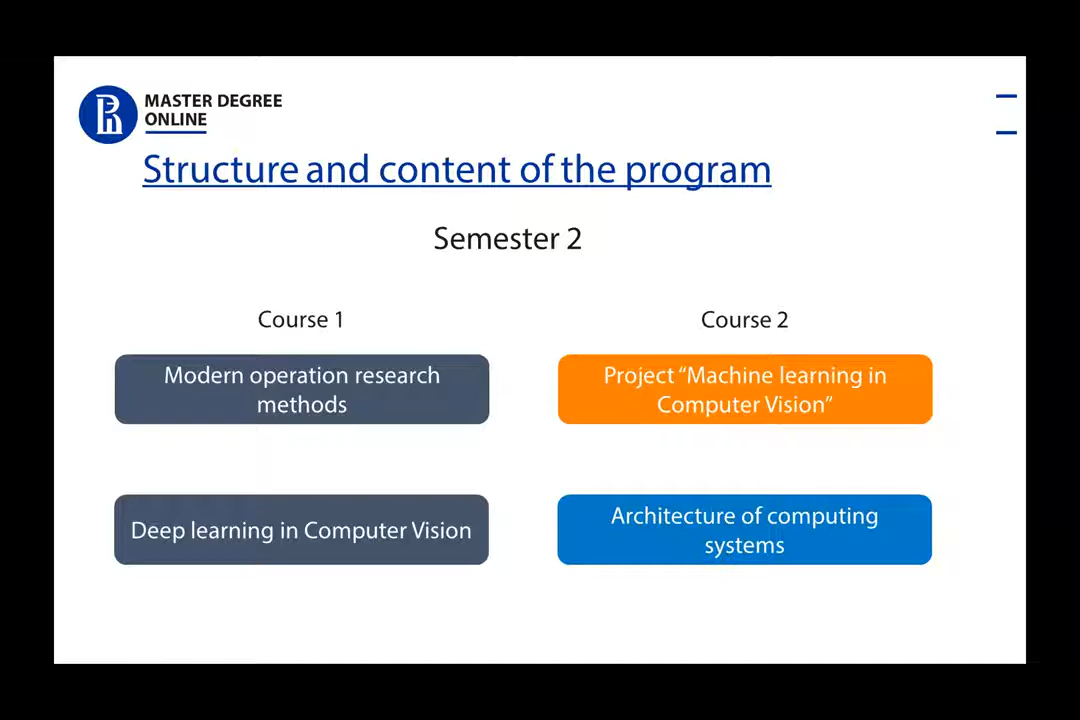 MASTER DEGREE
ONLINE
Structure and content of the program
Semester 2
Course 1
Course 2
Modern operation research
methods
Project “Machine learning in
Computer Vision”
Deep learning in Computer Vision
Architecture of computing
systems